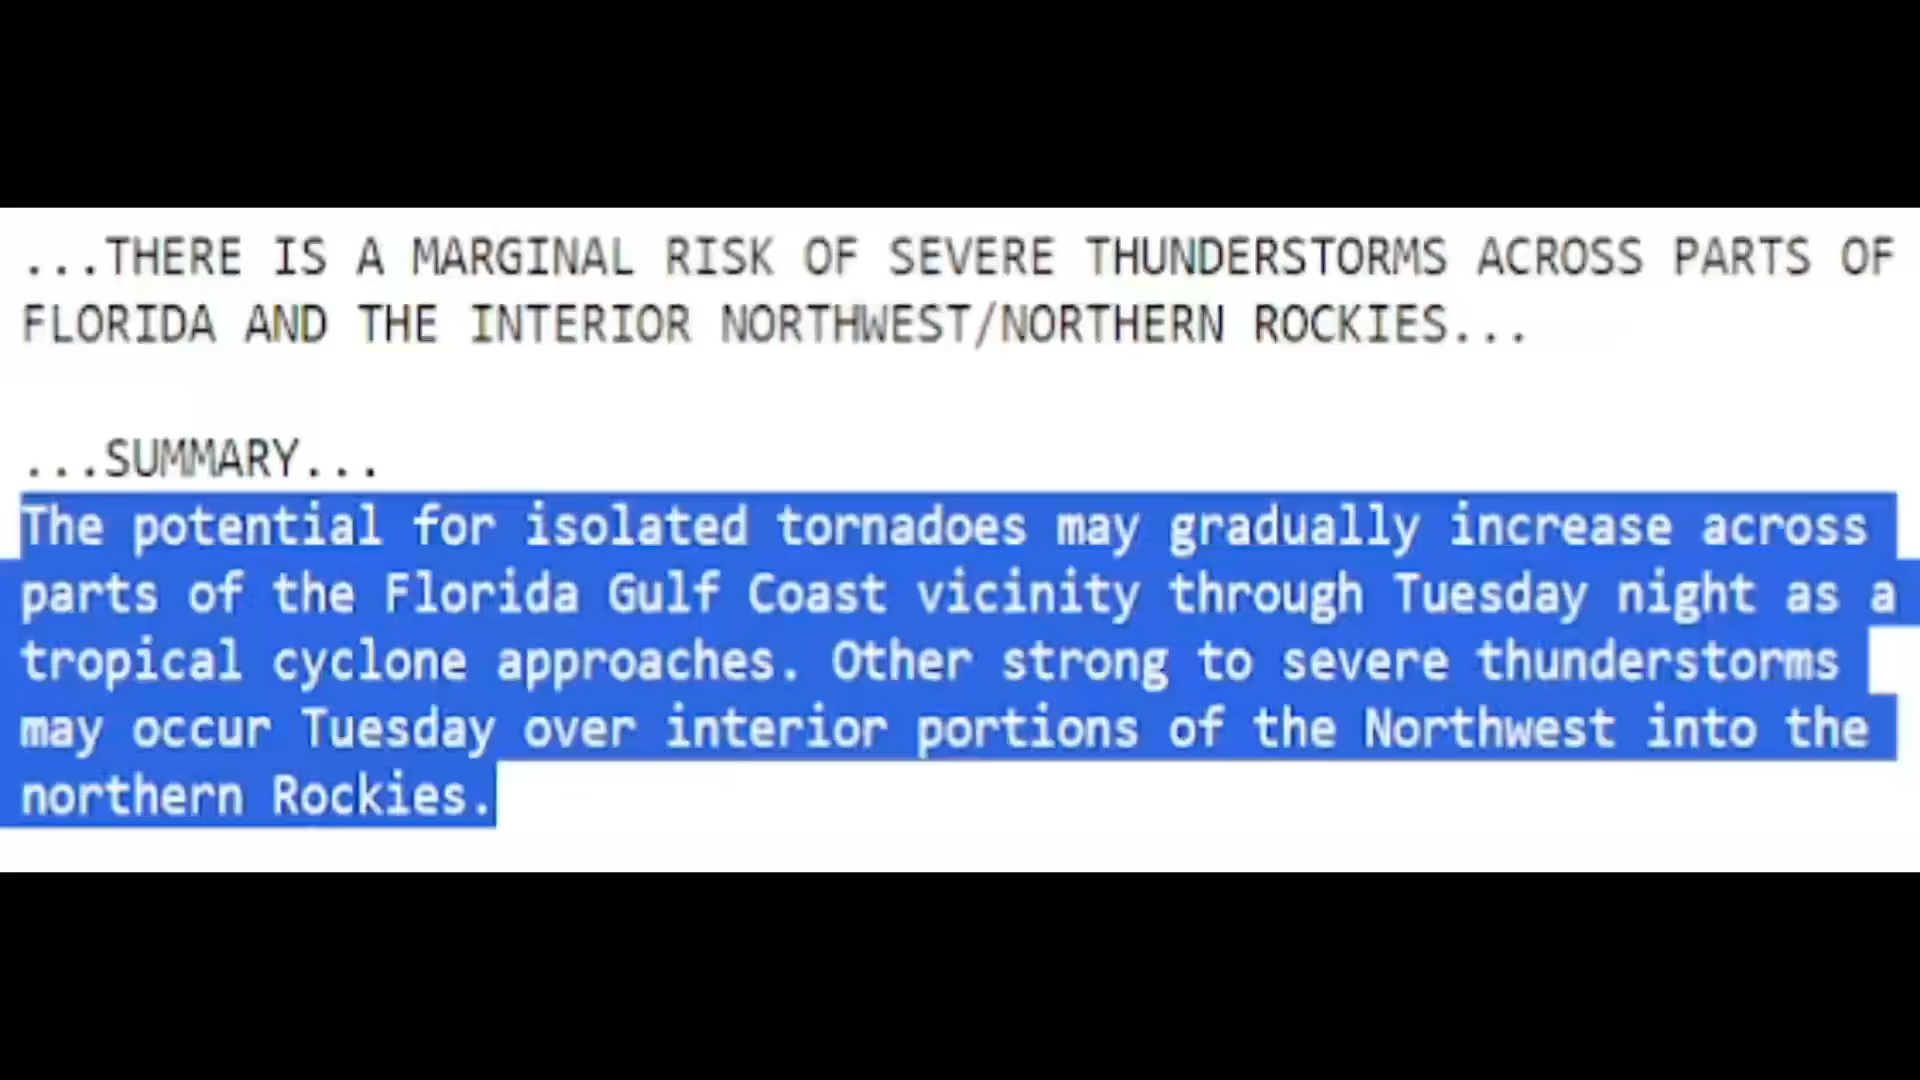 ...THERE IS A MARGINAL RISK OF SEVERE THUNDERSTORMS ACROSS PARTS OF
FLORIDA AND THE INTERIOR NORTHWEST/NORTHERN ROCKIES...
...SUMMARY...
The potential for isolated tornadoes may gradually increase across
parts of the Florida Gulf Coast vicinity through Tuesday night as a
tropical cyclone approaches. Other strong to severe thunderstorms
may occur Tuesday over interior portions of the Northwest into the
northern Rockies.